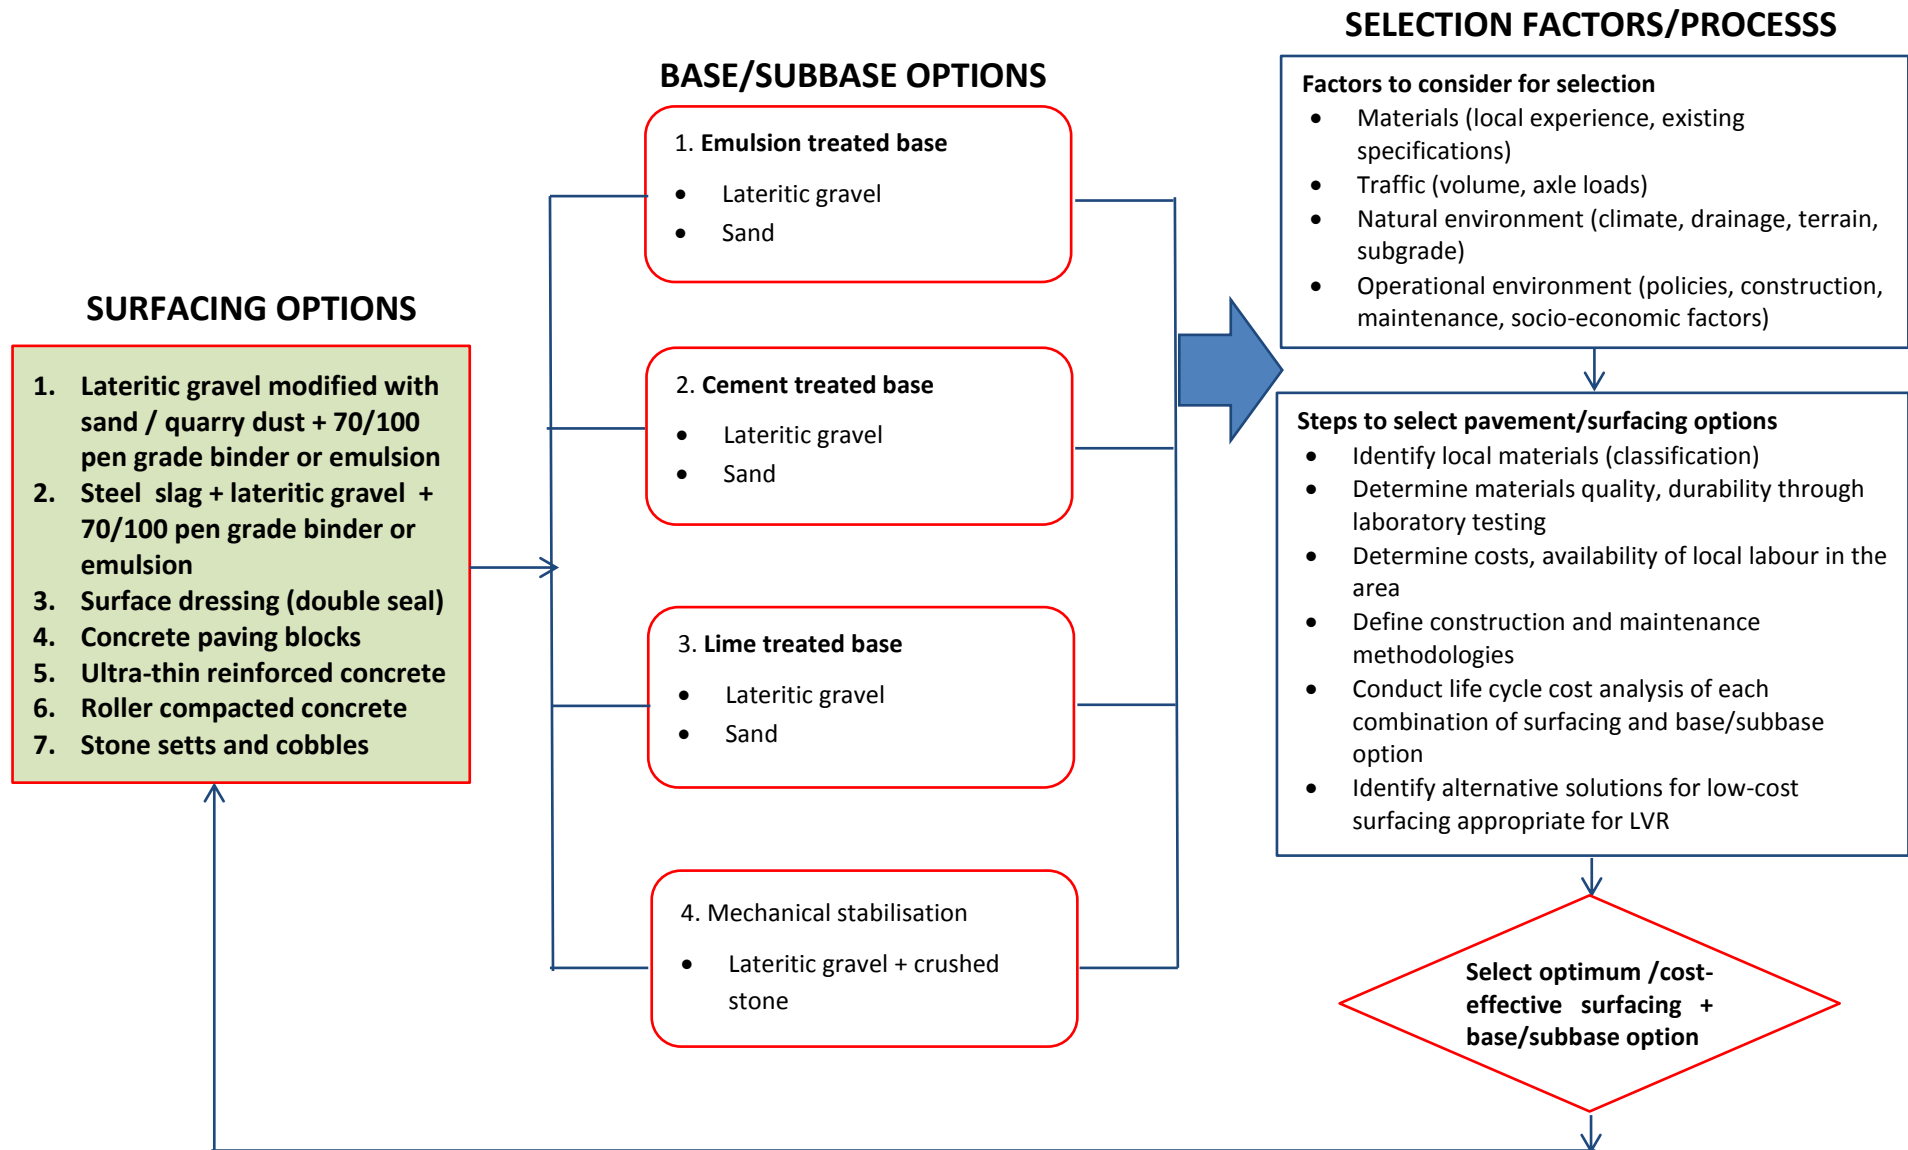 SURFACING OPTIONS
1. Lateritic gravel modified with
sand / quarry dust + 70/100
pen grade binder or emulsion
2. Steel slag + lateritic gravel +
70/100 pen grade binder or
emulsion
3. Surface dressing (double seal)
4. Concrete paving blocks
5. Ultra-thin reinforced concrete
6. Roller compacted concrete
7. Stone setts and cobbles
BASE/SUBBASE OPTIONS
1. Emulsion treated base
• Lateritic gravel
• Sand
2. Cement treated base
• Lateritic gravel
• Sand
3. Lime treated base
• Lateritic gravel
• Sand
4. Mechanical stabilisation
• Lateritic gravel + crushed
stone
SELECTION FACTORS/PROCESSS
Factors to consider for selection
• Materials (local experience, existing
specifications)
• Traffic (volume, axle loads)
• Natural environment (climate, drainage, terrain,
subgrade)
• Operational environment (policies, construction,
maintenance, socio-economic factors)
Steps to select pavement/surfacing options
• Identify local materials (classification)
• Determine materials quality, durability through
laboratory testing
• Determine costs, availability of local labour in the
area
• Define construction and maintenance
methodologies
• Conduct life cycle cost analysis of each
combination of surfacing and base/subbase
option
• Identify alternative solutions for low-cost
surfacing appropriate for LVR
Select optimum /cost-
effective surfacing +
base/subbase option